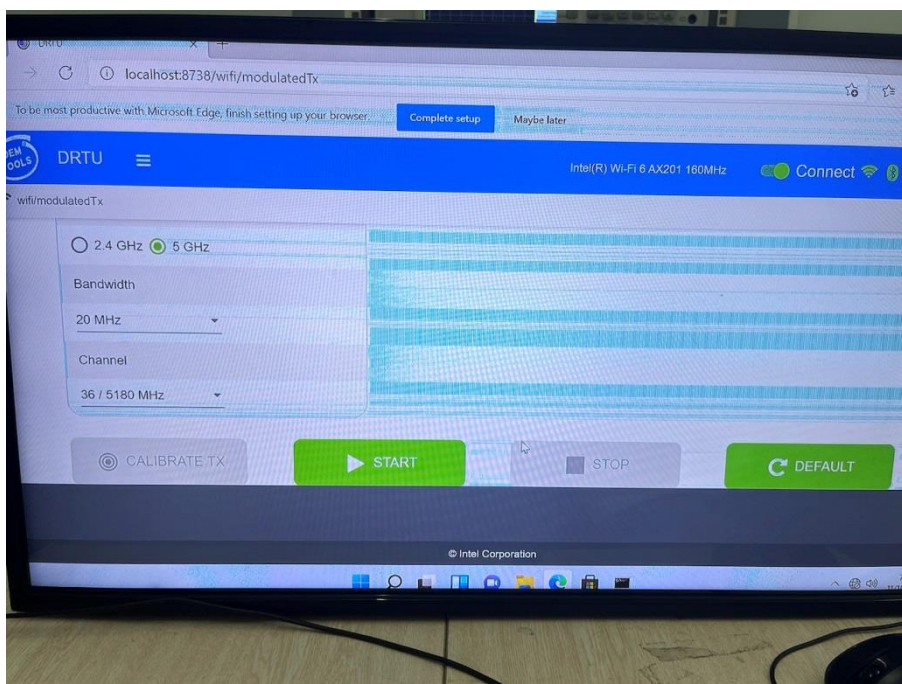 DRTU
localhost:8738/wifi/modulatedTx
To be most productive with Microsoft Edge, finish setting up your browser.
Complete setup
Maybe later
DRTU
Intel(R) Wi-Fi 6 AX201 160MHz
Connect
wifi/modulatedTx
2.4 GHz
5 GHz
Bandwidth
20 MHz
Channel
36 / 5180 MHz
CALIBRATE TX
START
STOP
DEFAULT
© Intel Corporation